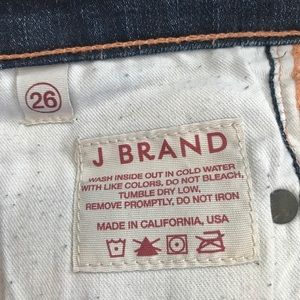 26
J BRAND
WASH INSIDE OUT IN COLD WATER
WITH LIKE COLORS, DO NOT BLEACH,
TUMBLE DRY LOW,
REMOVE PROMPTLY, DO NOT IRON
MADE IN CALIFORNIA, USA